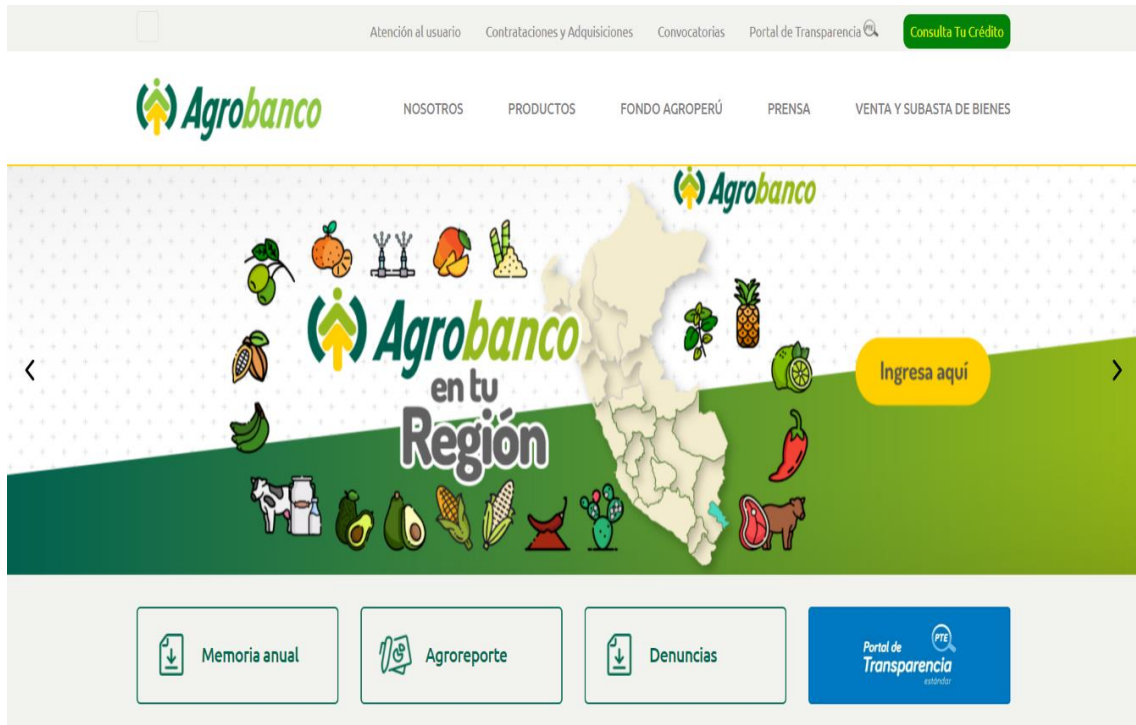 Atención al usuario Contrataciones y Adquisiciones Convocatorias Portal de Transparencia PTE Consulta Tu Crédito
Agrobanco NOSOTROS PRODUCTOS FONDO AGROPERÚ PRENSA VENTA Y SUBASTA DE BIENES
Agrobanco
Agrobanco
en tu
Región
Ingresa aquí
Memoria anual Agroreporte Denuncias
Portal de PTE
Transparencia
estándar